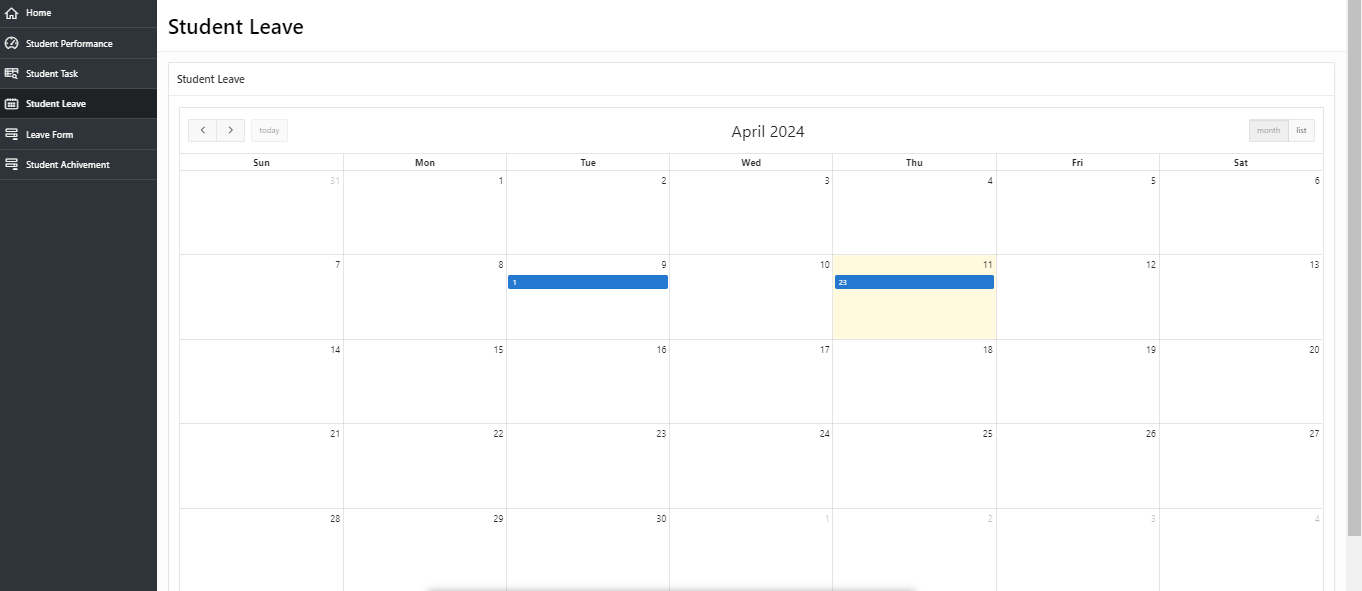 Home
Student Performance
Student Task
Student Leave
Leave Form
Student Achivement
Student Leave
Student Leave
today
April 2024
month list
Sun Mon Tue Wed Thu Fri Sat
31 1 2 3 4 5 6
7 8 9 10 11 12 13
1 23
14 15 16 17 18 19 20
21 22 23 24 25 26 27
28 29 30 1 2 3 4